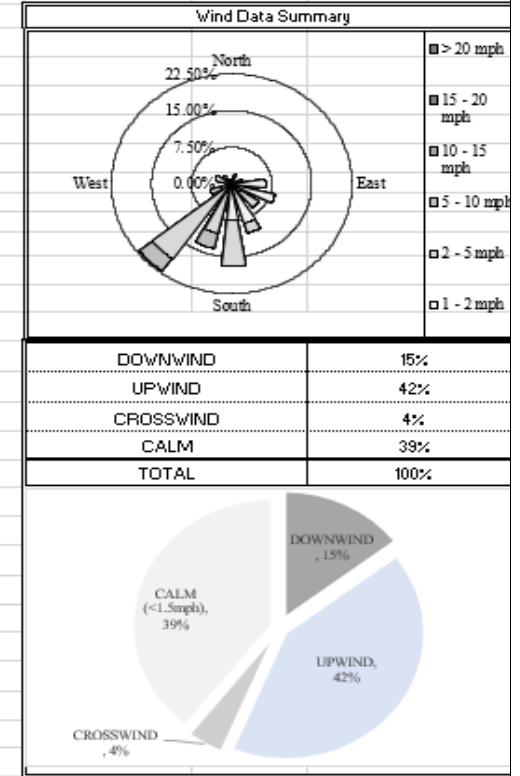 Wind Data Summary
North
22.50%
15.00%
7.50%
0.00%
West
East
South
> 20 mph
15 - 20
mph
10 - 15
mph
5 - 10 mph
2 - 5 mph
1 - 2 mph
DOWNWIND 15%
UPWIND 42%
CROSSWIND 4%
CALM 39%
TOTAL 100%
DOWNWIND
, 15%
CALM
(<1.5mph),
39%
UPWIND,
42%
CROSSWIND
, 4%